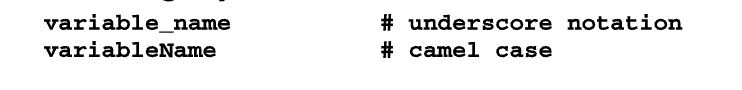 variable_name # underscore notation
variableName # camel case